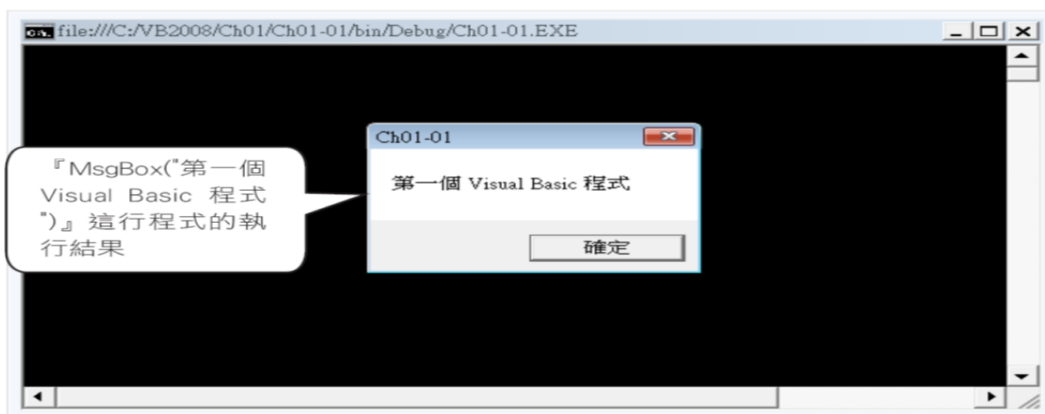 file:///C:/VB2008/Ch01/Ch01-01/bin/Debug/Ch01-01.EXE
Ch01-01
第一個 Visual Basic 程式
確定
『MsgBox("第一個
Visual Basic 程式
")』這行程式的執
行結果